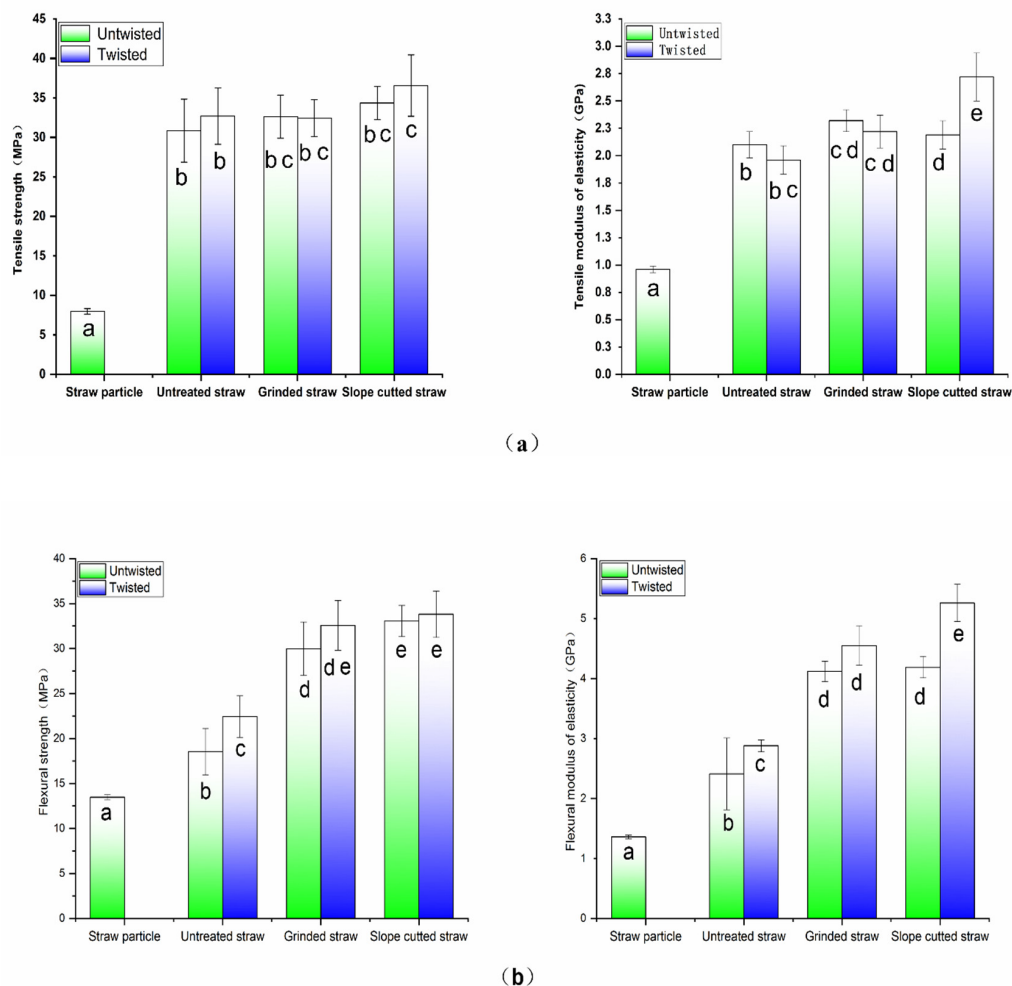 Tensile strength（MPa）
45
40
35
30
25
20
15
10
5
0
Untwisted
Twisted
a
b
b
b c
b c
b c
c
Straw particle
Untreated straw
Grinded straw
Slope cutted straw
Tensile modulus of elasticity（GPa）
3.3
3.0
2.8
2.5
2.3
2.0
1.8
1.5
1.3
1.0
0.8
0.5
0.3
0.0
Untwisted
Twisted
a
b
b c
c d
c d
d
e
Straw particle
Untreated straw
Grinded straw
Slope cutted straw
（a）
Flexural strength（MPa）
40
35
30
25
20
15
10
5
0
Untwisted
Twisted
a
b
c
d
d e
e
e
Straw particle
Untreated straw
Grinded straw
Slope cutted straw
Flexural modulus of elasticity（GPa）
6
5
4
3
2
1
0
Untwisted
Twisted
a
b
c
d
d
d
e
Straw particle
Untreated straw
Grinded straw
Slope cutted straw
（b）